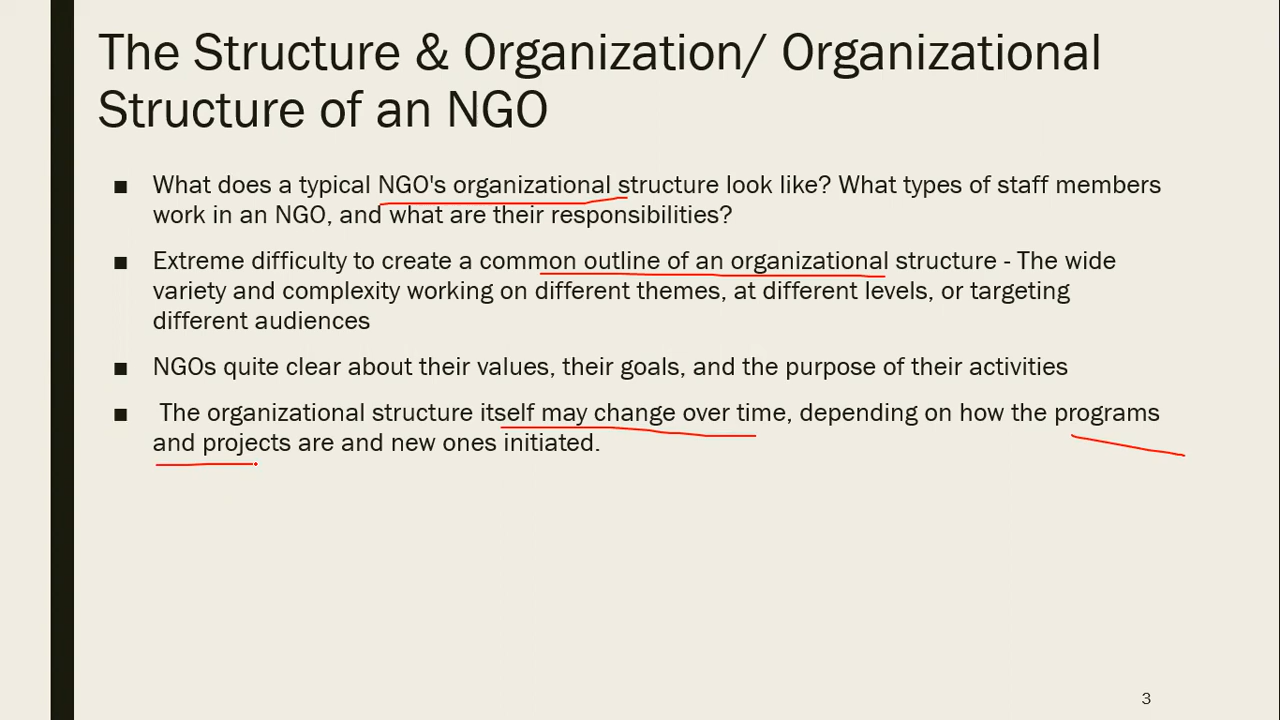 The Structure & Organization/ Organizational
Structure of an NGO
■ What does a typical NGO's organizational structure look like? What types of staff members
work in an NGO, and what are their responsibilities?
■ Extreme difficulty to create a common outline of an organizational structure - The wide
variety and complexity working on different themes, at different levels, or targeting
different audiences
■ NGOs quite clear about their values, their goals, and the purpose of their activities
■ The organizational structure itself may change over time, depending on how the programs
and projects are and new ones initiated.
3